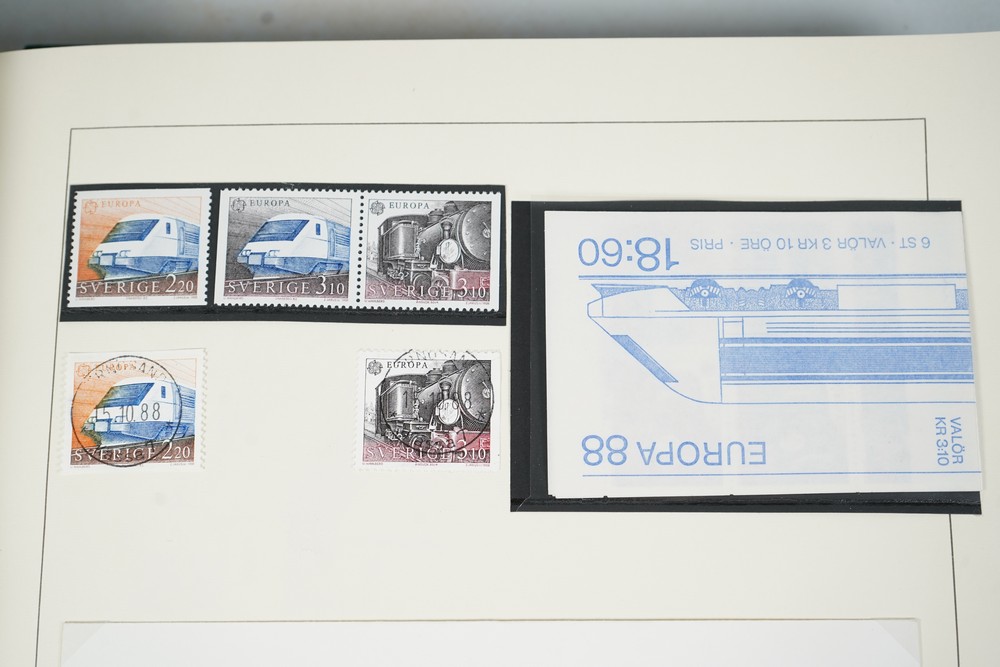 EUROPA
SVERIGE 2.20
EUROPA
SVERIGE 3.10
EUROPA
SVERIGE 3.10
EUROPA
15.10.88
SVERIGE 2.20
EUROPA
SVERIGE 3.10
EUROPA 88
VALÖR
KR 3:10
18:60
6 ST · VALÖR 3 KR 10 ÖRE · PRIS